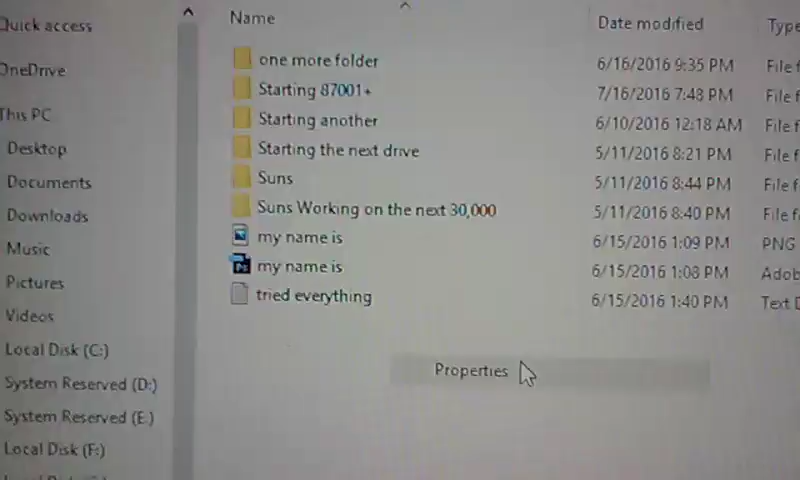 Quick access
OneDrive
This PC
Desktop
Documents
Downloads
Music
Pictures
Videos
Local Disk (C:)
System Reserved (D:)
System Reserved (E:)
Local Disk (F:)
Name Date modified Type
one more folder 6/16/2016 9:35 PM File f
Starting 87001+ 7/16/2016 7:48 PM File f
Starting another 6/10/2016 12:18 AM File f
Starting the next drive 5/11/2016 8:21 PM File f
Suns 5/11/2016 8:44 PM File f
Suns Working on the next 30,000 5/11/2016 8:40 PM File f
my name is 6/15/2016 1:09 PM PNG
my name is 6/15/2016 1:08 PM Adob
tried everything 6/15/2016 1:40 PM Text D
Properties